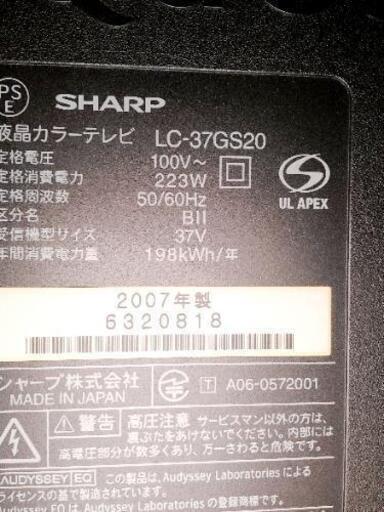 PS
E
SHARP
液晶カラーテレビ LC-37GS20
定格電圧 100V~
定格消費電力 223W
定格周波数 50/60Hz
区分名 BII
受信機型サイズ 37V
年間消費電力量 198kWh/年
UL APEX
2007年製
6320818
シャープ株式会社
MADE IN JAPAN
T A06-0572001
警告 高圧注意 サービスマン以外の方は、
裏ぶたをあけないでください。内部には
高電圧部分が数多くあり、万一さわると危険です。
AUDYSSEY EQ この製品は、Audyssey Laboratories による
ライセンスの基で製造されています。
Audyssey EQ は Audyssey Laboratories の登録商標です。